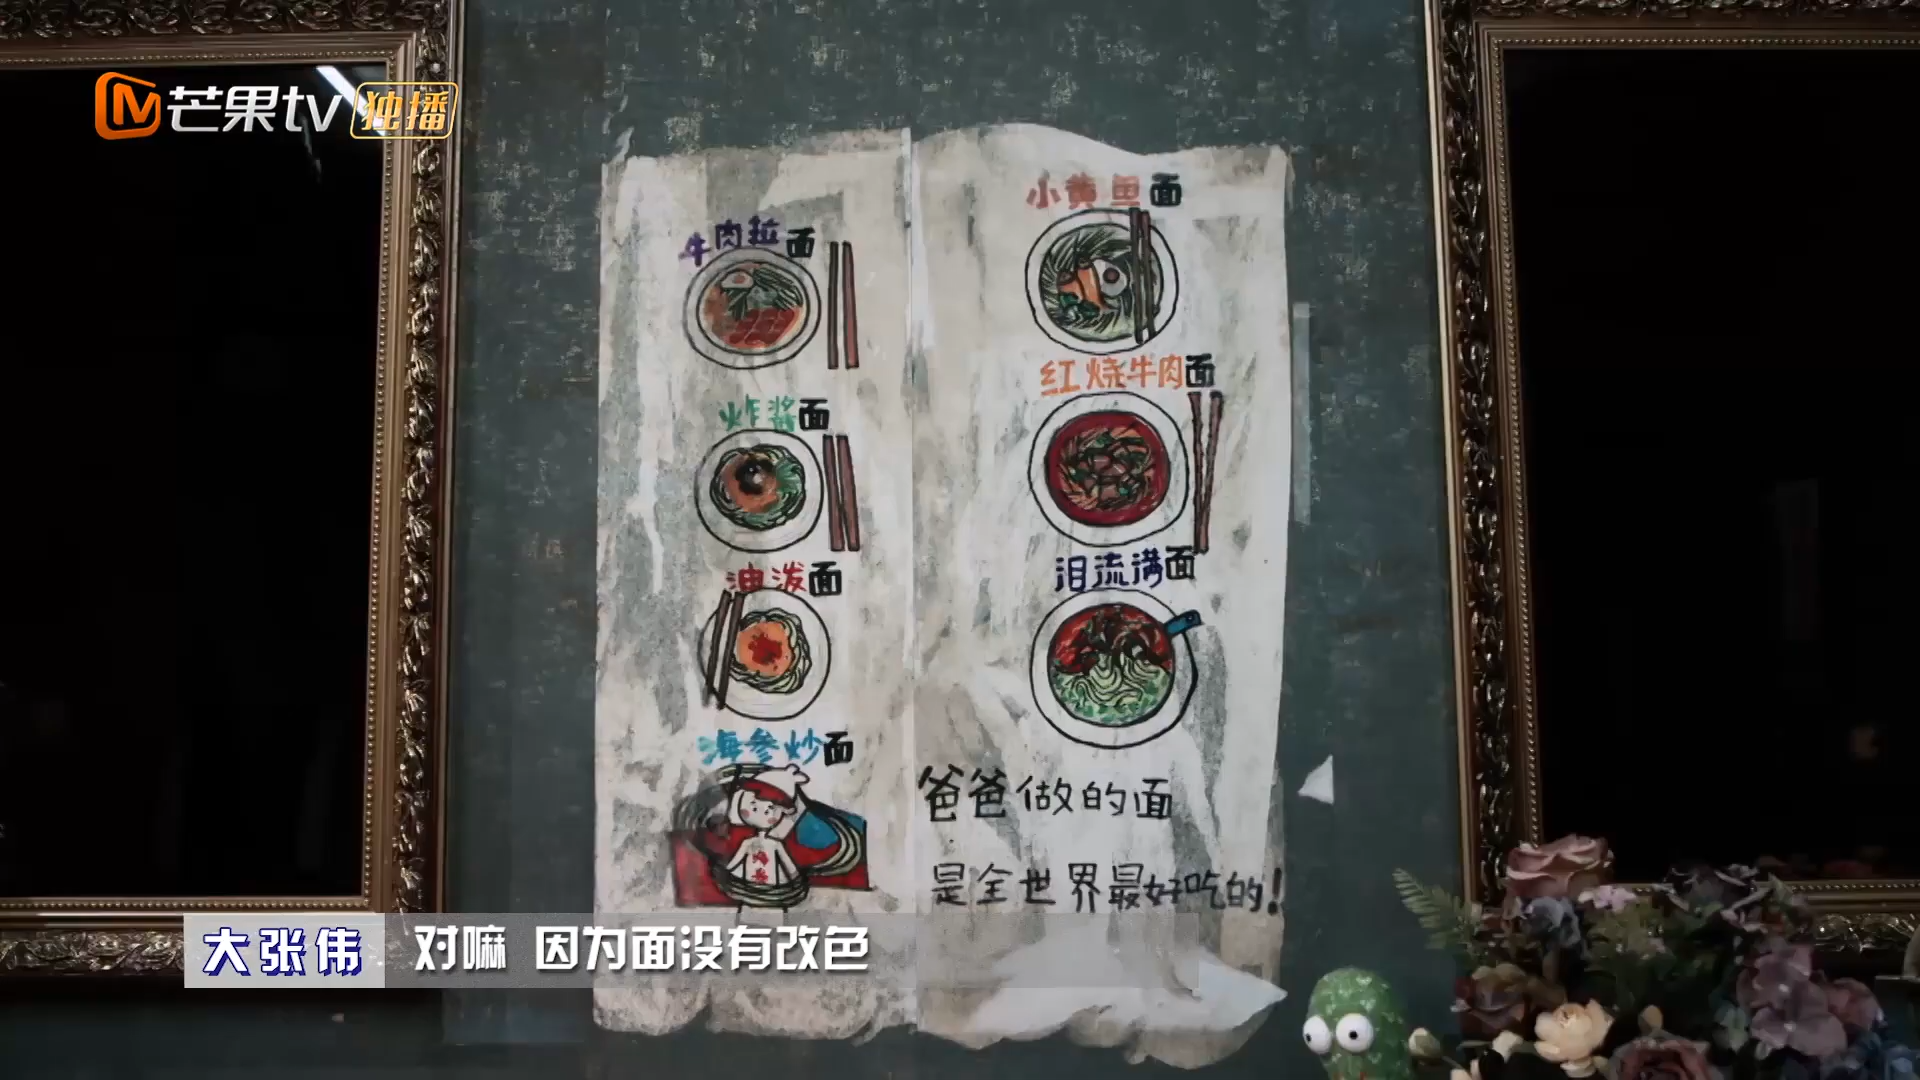 芒果tv 独播
牛肉拉面
炸酱面
油泼面
海参炒面
小黄鱼面
红烧牛肉面
泪流满面
爸爸做的面
是全世界最好吃的!
大张伟 对嘛 因为面没有改色